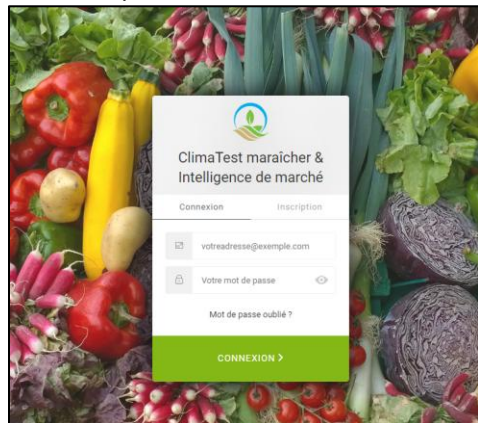 ClimaTest maraîcher &
Intelligence de marché
Connexion Inscription
votreadresse@exemple.com
Votre mot de passe
Mot de passe oublié ?
CONNEXION >